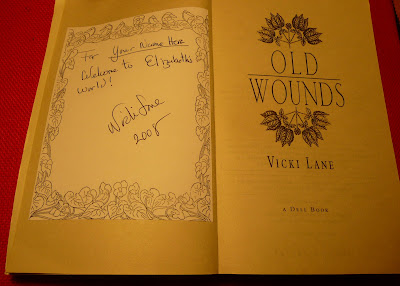 For Your Name Here
Welcome to Elizabeth's
World!
Vicki Lane
2008
OLD
WOUNDS
VICKI LANE
A DELL BOOK